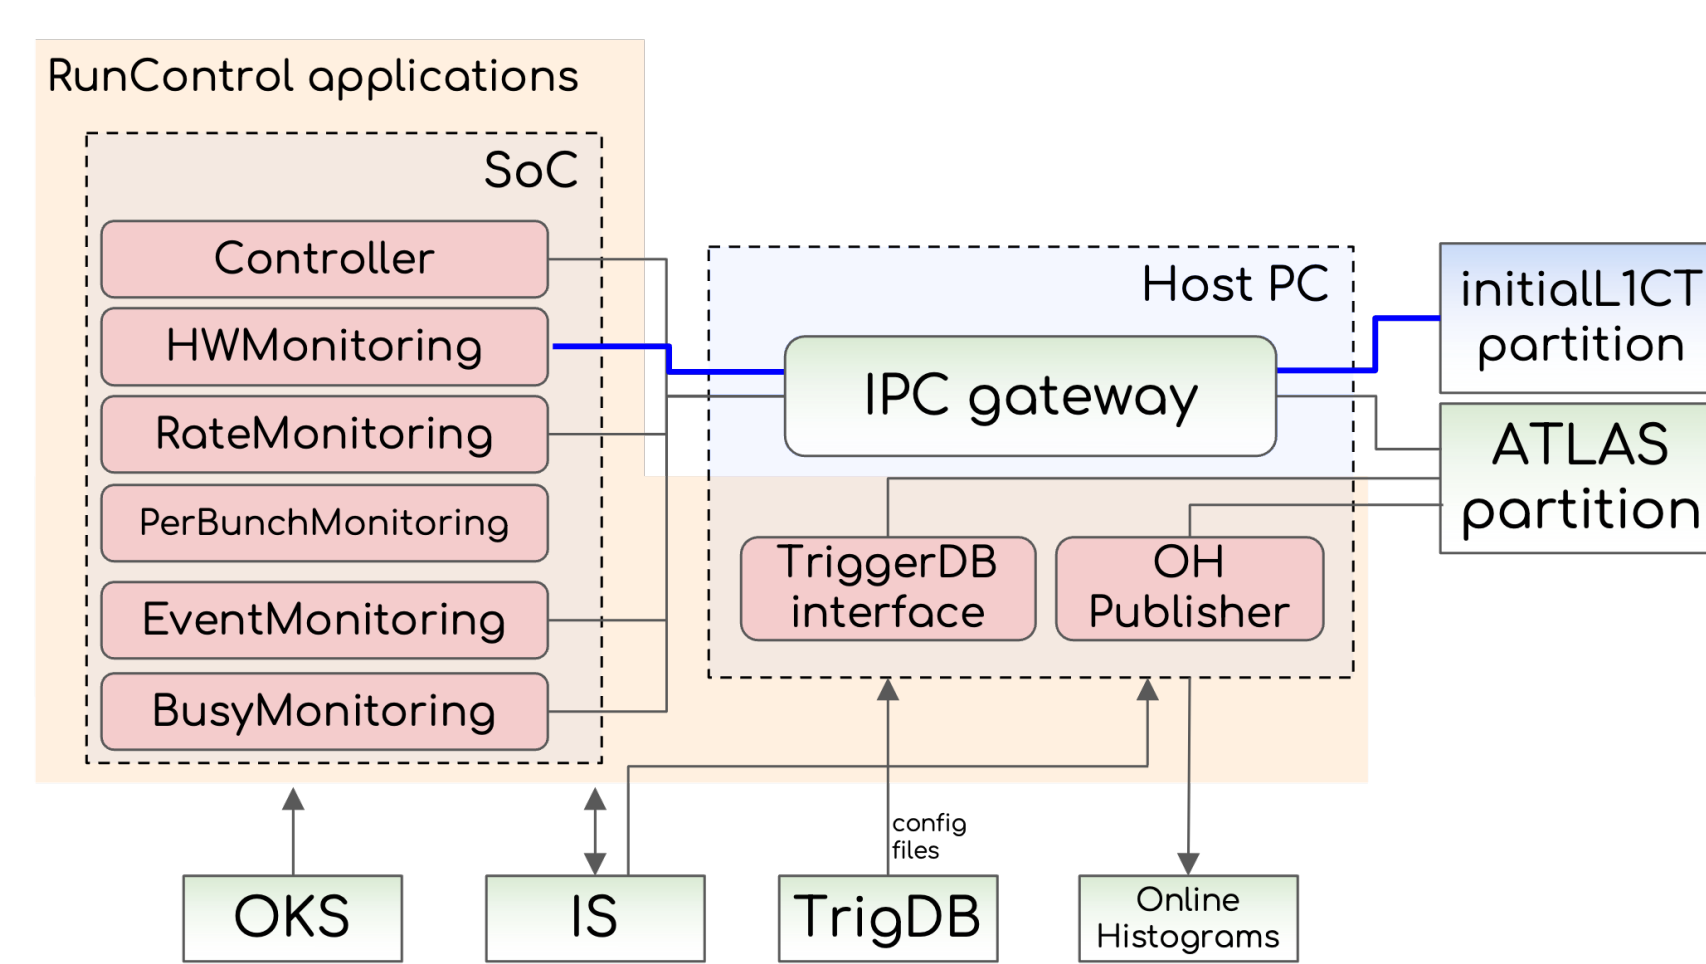 RunControl applications
SoC
Controller
HWMonitoring
RateMonitoring
PerBunchMonitoring
EventMonitoring
BusyMonitoring
Host PC
IPC gateway
TriggerDB
interface
OH
Publisher
initialL1CT
partition
ATLAS
partition
config
files
OKS
IS
TrigDB
Online
Histograms